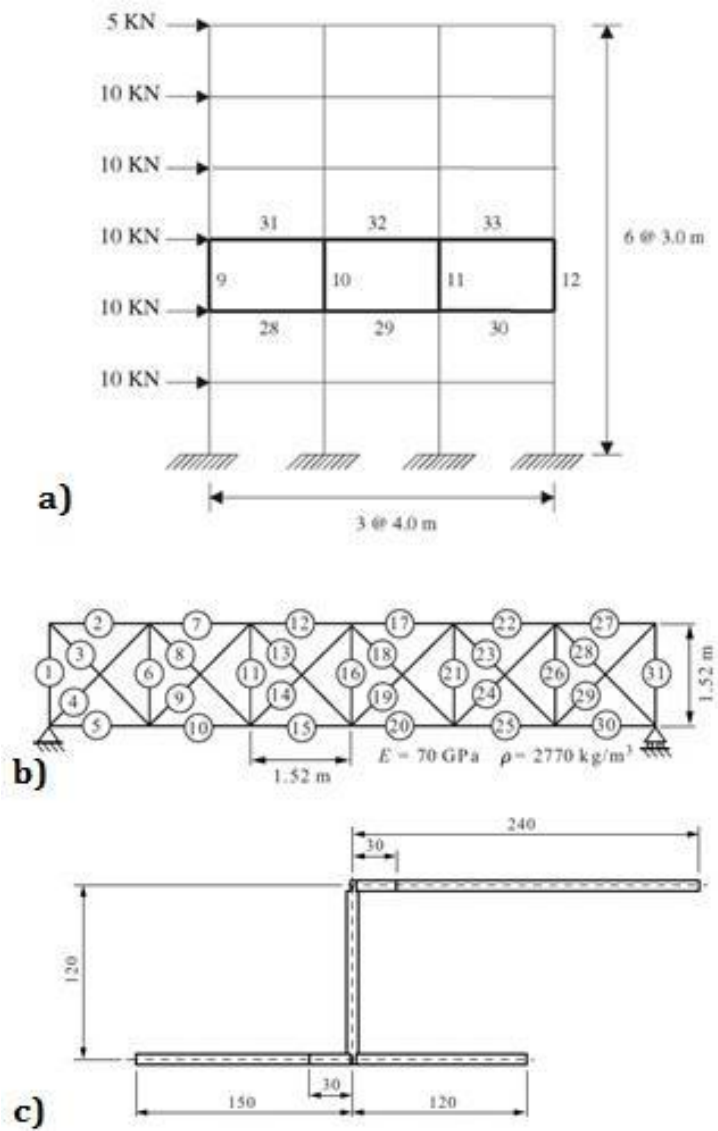 5 KN
10 KN
10 KN
31 32 33
10 KN
6 @ 3.0 m
9 10 11 12
10 KN
28 29 30
10 KN
a)
3 @ 4.0 m
2 7 12 17 22 27
3 8 13 18 23 28
1 6 11 16 21 26 31
4 9 14 19 24 29
5 10 15 20 25 30
1.52 m
1.52 m
E = 70 GPa ρ = 2770 kg/m³
b)
240
30
120
30
150 120
c)